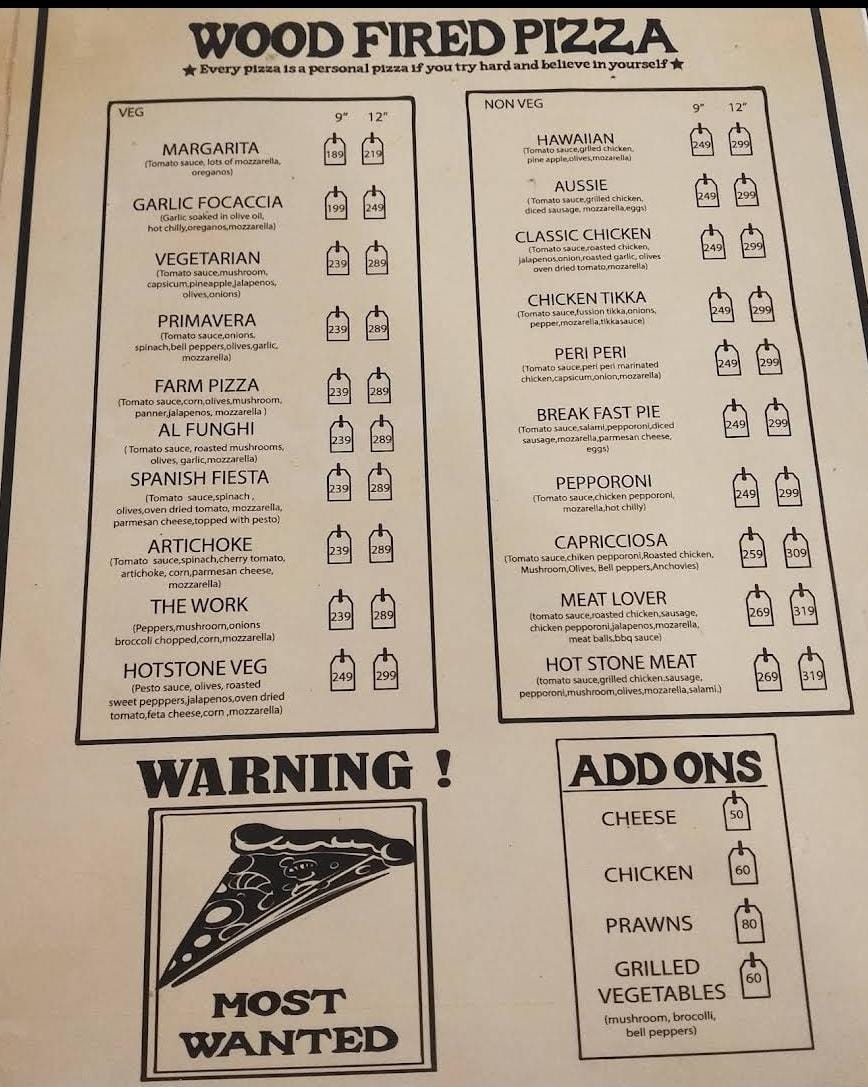 WOOD FIRED PIZZA
★ Every pizza is a personal pizza if you try hard and believe in yourself ★
VEG 9" 12"
MARGARITA 189 219
(Tomato sauce, lots of mozzarella,
oreganos)
GARLIC FOCACCIA 199 249
(Garlic soaked in olive oil,
hot chilly,oreganos,mozzarella)
VEGETARIAN 239 289
(Tomato sauce,mushroom,
capsicum,pineapple,jalapenos,
olives,onions)
PRIMAVERA 239 289
(Tomato sauce,onions,
spinach,bell peppers,olives,garlic,
mozzarella)
FARM PIZZA 239 289
(Tomato sauce,corn,olives,mushroom,
panner,jalapenos, mozzarella )
AL FUNGHI 239 289
( Tomato sauce, roasted mushrooms,
olives, garlic,mozzarella)
SPANISH FIESTA 239 289
(Tomato sauce,spinach ,
olives,oven dried tomato, mozzarella,
parmesan cheese,topped with pesto)
ARTICHOKE 239 289
(Tomato sauce,spinach,cherry tomato,
artichoke, corn,parmesan cheese,
mozzarella)
THE WORK 239 289
(Peppers,mushroom,onions
broccoli chopped,corn,mozzarella)
HOTSTONE VEG 249 299
(Pesto sauce, olives, roasted
sweet pepppers,jalapenos,oven dried
tomato,feta cheese,corn ,mozzarella)
NON VEG 9" 12"
HAWAIIAN 249 299
(Tomato sauce,grlled chicken,
pine apple,olives,mozarella)
AUSSIE 249 299
(Tomato sauce,grilled chicken,
diced sausage, mozzarella,eggs)
CLASSIC CHICKEN 249 299
(Tomato sauce,roasted chicken,
jalapenos,onion,roasted garlic, olives
oven dried tomato,mozarella)
CHICKEN TIKKA 249 299
(Tomato sauce,fussion tikka,onions,
pepper,mozarella,tikkasauce)
PERI PERI 249 299
(Tomato sauce,peri peri marinated
chicken,capsicum,onion,mozarella)
BREAK FAST PIE 249 299
(Tomato sauce,salami,pepporoni,diced
sausage,mozarella,parmesan cheese,
eggs)
PEPPORONI 249 299
(Tomato sauce,chicken pepporoni,
mozarella,hot chilly)
CAPRICCIOSA 259 309
(Tomato sauce,chiken pepporoni,Roasted chicken,
Mushroom,Olives, Bell peppers,Anchovies)
MEAT LOVER 269 319
(tomato sauce,roasted chicken,sausage,
chicken pepporoni,jalapenos,mozarella,
meat balls,bbq sauce)
HOT STONE MEAT 269 319
(tomato sauce,grilled chicken,sausage,
pepporoni,mushroom,olives,mozarella,salami.)
WARNING !
MOST
WANTED
ADD ONS
CHEESE 50
CHICKEN 60
PRAWNS 80
GRILLED
VEGETABLES 60
(mushroom, brocolli,
bell peppers)